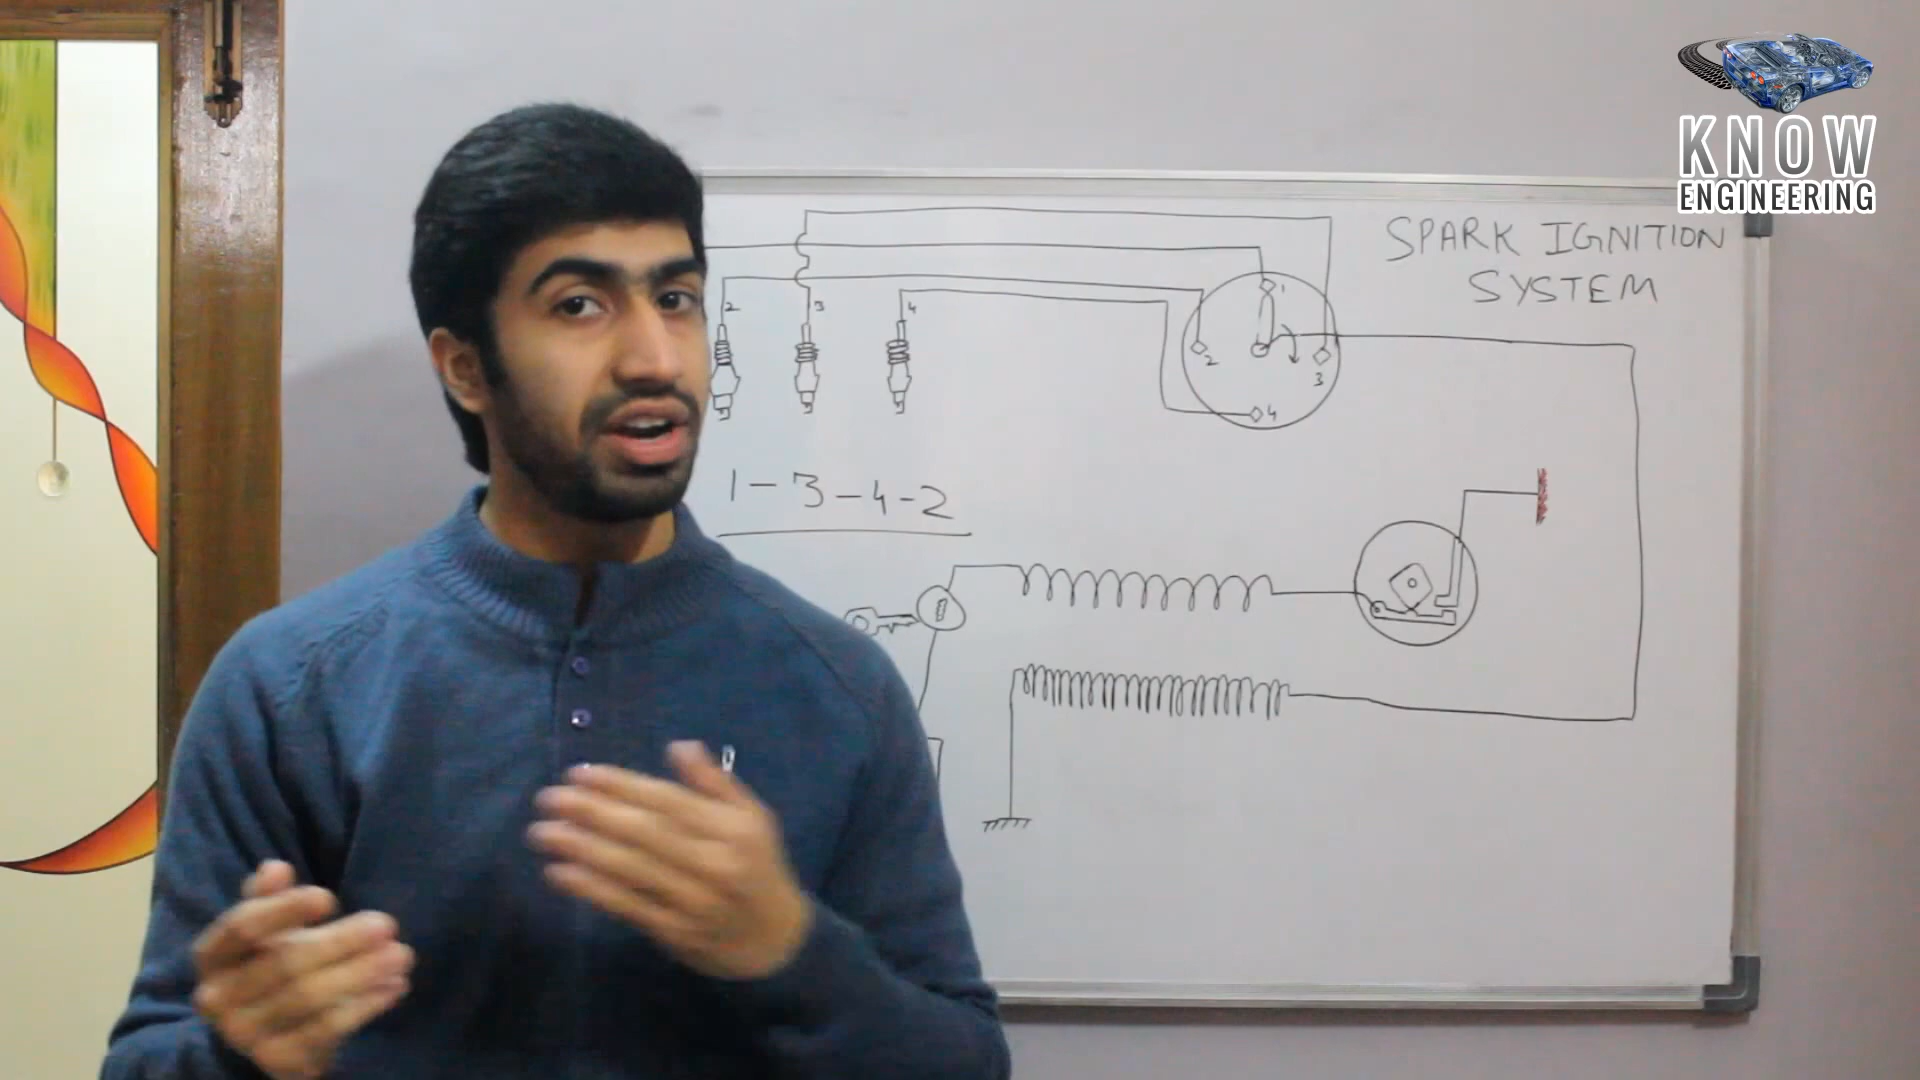 KNOW
ENGINEERING
SPARK IGNITION
SYSTEM
2
3
4
1
2
3
4
1-3-4-2